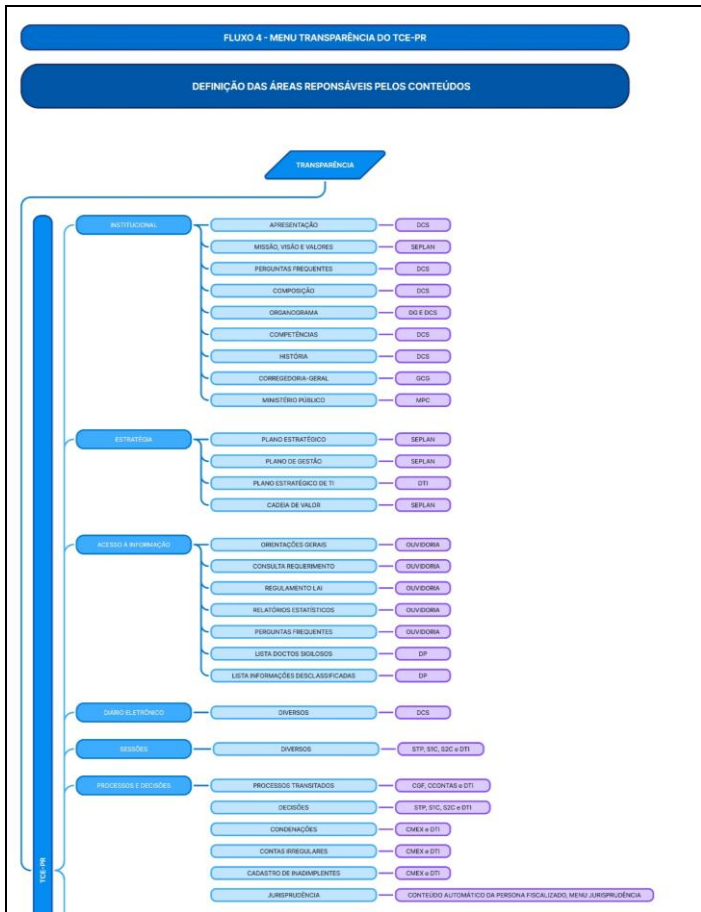 FLUXO 4 - MENU TRANSPARÊNCIA DO TCE-PR
DEFINIÇÃO DAS ÁREAS REPONSÁVEIS PELOS CONTEÚDOS
TRANSPARÊNCIA
TCE-PR
INSTITUCIONAL
APRESENTAÇÃO DCS
MISSÃO, VISÃO E VALORES SEPLAN
PERGUNTAS FREQUENTES DCS
COMPOSIÇÃO DCS
ORGANOGRAMA DG E DCS
COMPETÊNCIAS DCS
HISTÓRIA DCS
CORREGEDORIA-GERAL GCG
MINISTÉRIO PÚBLICO MPC
ESTRATÉGIA
PLANO ESTRATÉGICO SEPLAN
PLANO DE GESTÃO SEPLAN
PLANO ESTRATÉGICO DE TI DTI
CADEIA DE VALOR SEPLAN
ACESSO À INFORMAÇÃO
ORIENTAÇÕES GERAIS OUVIDORIA
CONSULTA REQUERIMENTO OUVIDORIA
REGULAMENTO LAI OUVIDORIA
RELATÓRIOS ESTATÍSTICOS OUVIDORIA
PERGUNTAS FREQUENTES OUVIDORIA
LISTA DOCTOS SIGILOSOS DP
LISTA INFORMAÇÕES DESCLASSIFICADAS DP
DIÁRIO ELETRÔNICO DIVERSOS DCS
SESSÕES DIVERSOS STP, S1C, S2C e DTI
PROCESSOS E DECISÕES
PROCESSOS TRANSITADOS CGF, CCONTAS e DTI
DECISÕES STP, S1C, S2C e DTI
CONDENAÇÕES CMEX e DTI
CONTAS IRREGULARES CMEX e DTI
CADASTRO DE INADIMPLENTES CMEX e DTI
JURISPRUDÊNCIA CONTEÚDO AUTOMÁTICO DA PERSONA FISCALIZADO, MENU JURISPRUDÊNCIA